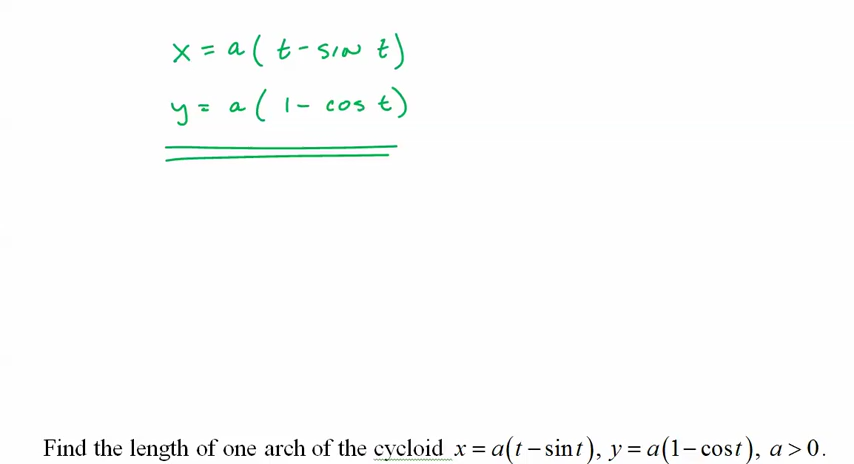 x = a ( t - sin t )
y = a ( 1 - cos t )
Find the length of one arch of the cycloid x = a(t − sin t), y = a(1 − cos t), a > 0.